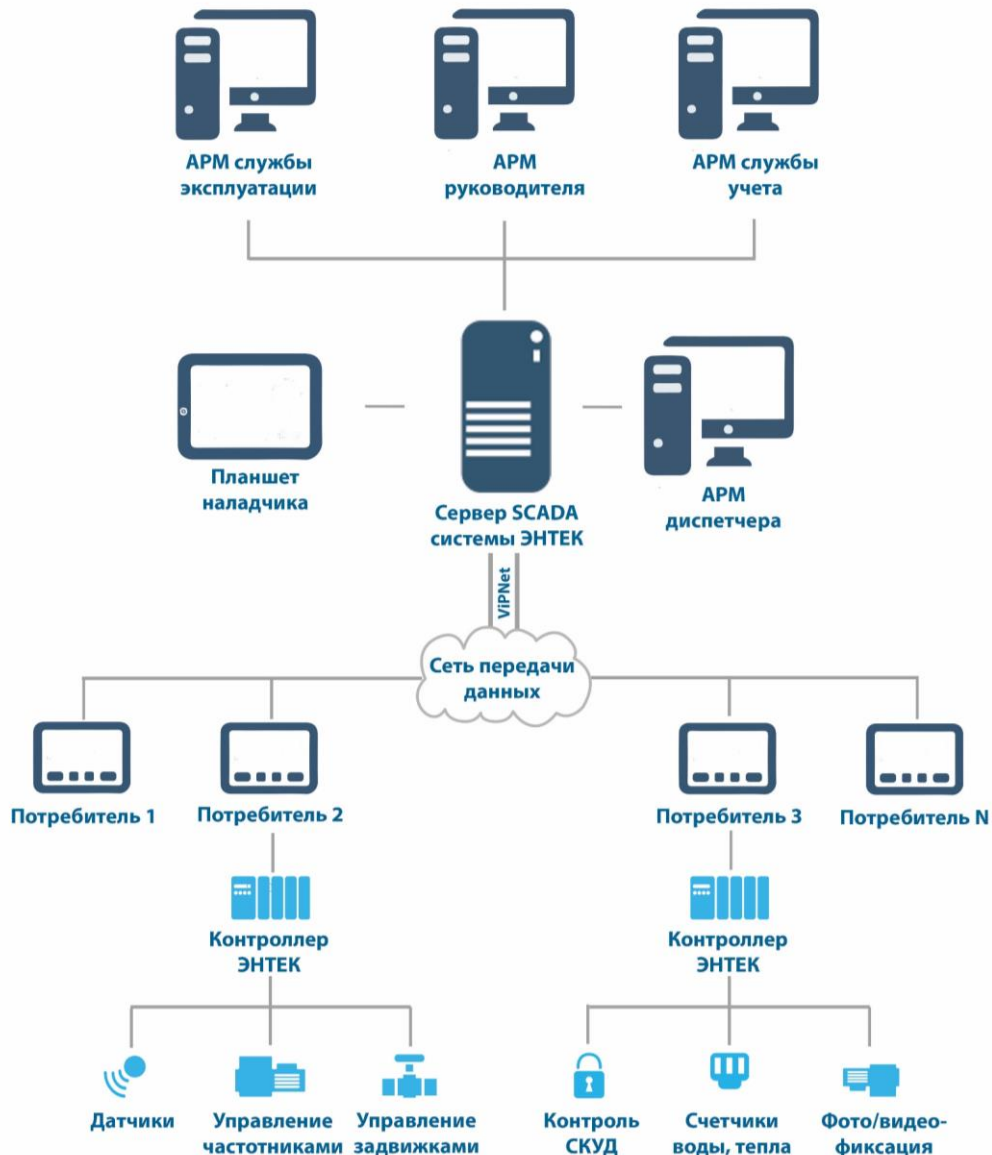 АРМ службы
эксплуатации
АРМ
руководителя
АРМ службы
учета
Планшет
наладчика
Сервер SCADA
системы ЭНТЕК
АРМ
диспетчера
ViPNet
Сеть передачи
данных
Потребитель 1
Потребитель 2
Потребитель 3
Потребитель N
Контроллер
ЭНТЕК
Контроллер
ЭНТЕК
Датчики
Управление
частотниками
Управление
задвижками
Контроль
СКУД
Счетчики
воды, тепла
Фото/видео-
фиксация